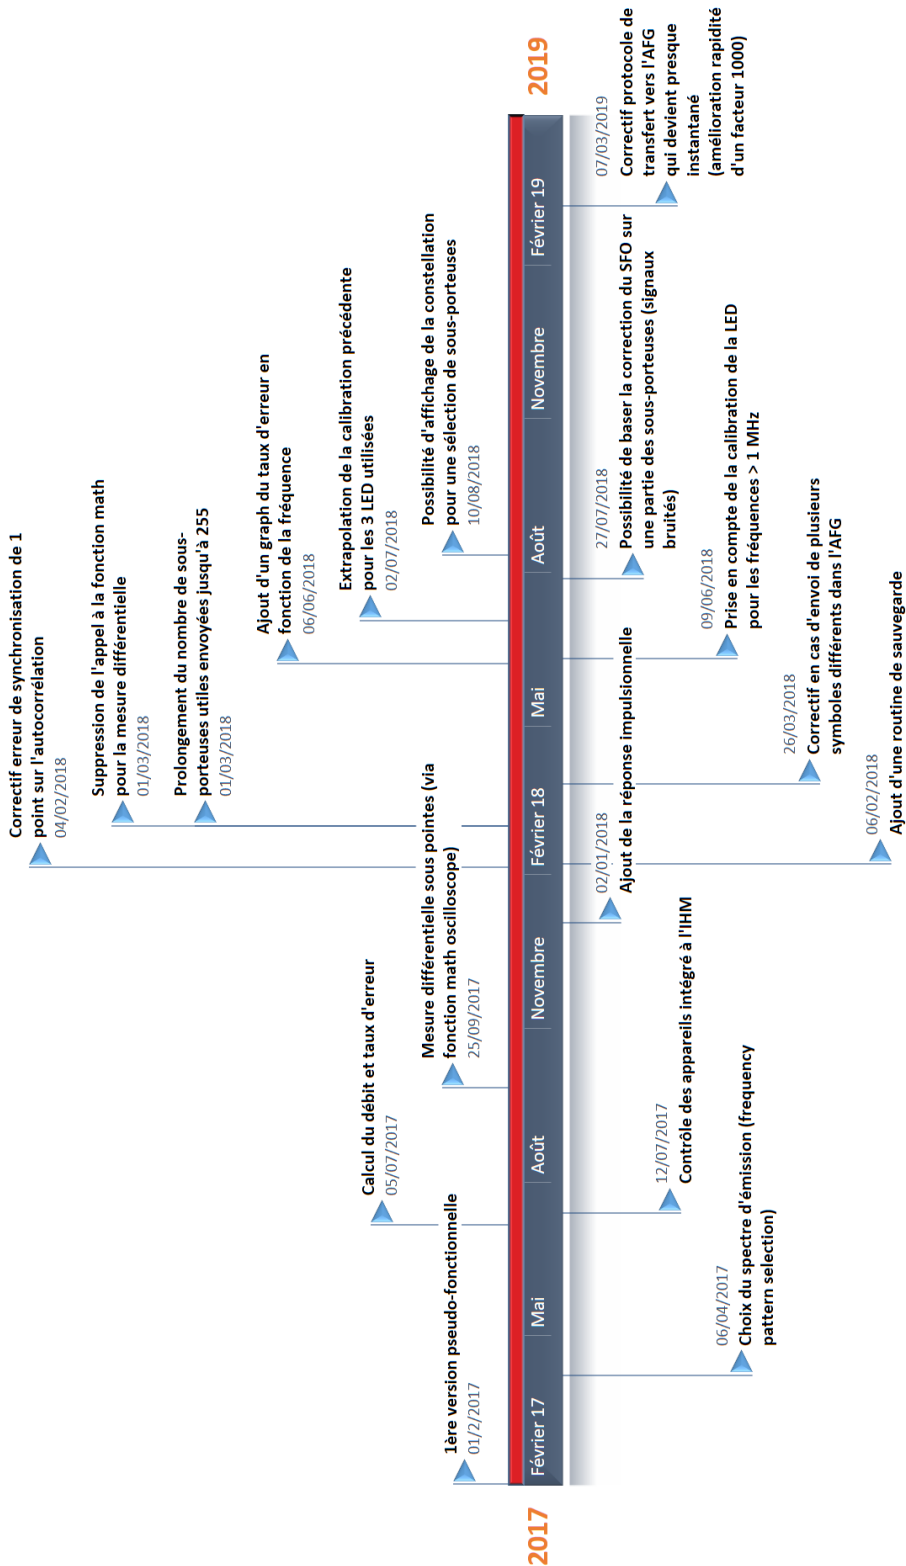 Correctif erreur de synchronisation de 1
point sur l'autocorrélation
04/02/2018
Suppression de l'appel à la fonction math
pour la mesure différentielle
01/03/2018
Prolongement du nombre de sous-
porteuses utiles envoyées jusqu'à 255
01/03/2018
Ajout d'un graph du taux d'erreur en
fonction de la fréquence
06/06/2018
Extrapolation de la calibration précédente
pour les 3 LED utilisées
02/07/2018
Calcul du débit et taux d'erreur
05/07/2017
Mesure différentielle sous pointes (via
fonction math oscilloscope)
25/09/2017
Possibilité d'affichage de la constellation
pour une sélection de sous-porteuses
10/08/2018
1ère version pseudo-fonctionnelle
01/2/2017
2017
Février 17
Mai
Août
Novembre
Février 18
Mai
Août
Novembre
Février 19
2019
02/01/2018
Ajout de la réponse impulsionnelle
27/07/2018
Possibilité de baser la correction du SFO sur
une partie des sous-porteuses (signaux
bruités)
07/03/2019
Correctif protocole de
transfert vers l'AFG
qui devient presque
instantané
(amélioration rapidité
d'un facteur 1000)
12/07/2017
Contrôle des appareils intégré à l'IHM
06/04/2017
Choix du spectre d'émission (frequency
pattern selection)
09/06/2018
Prise en compte de la calibration de la LED
pour les fréquences > 1 MHz
26/03/2018
Correctif en cas d'envoi de plusieurs
symboles différents dans l'AFG
06/02/2018
Ajout d'une routine de sauvegarde